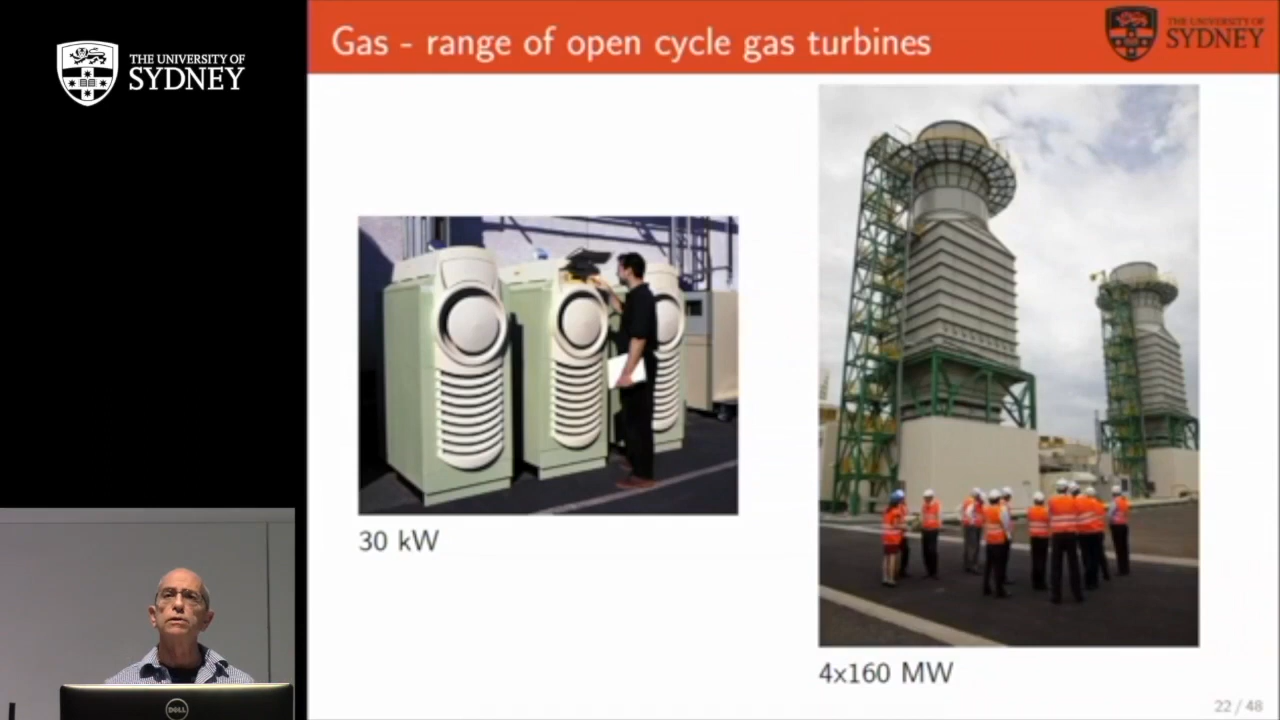 THE UNIVERSITY OF
SYDNEY
Gas - range of open cycle gas turbines
THE UNIVERSITY OF
SYDNEY
30 kW
4x160 MW
22 / 48
DELL